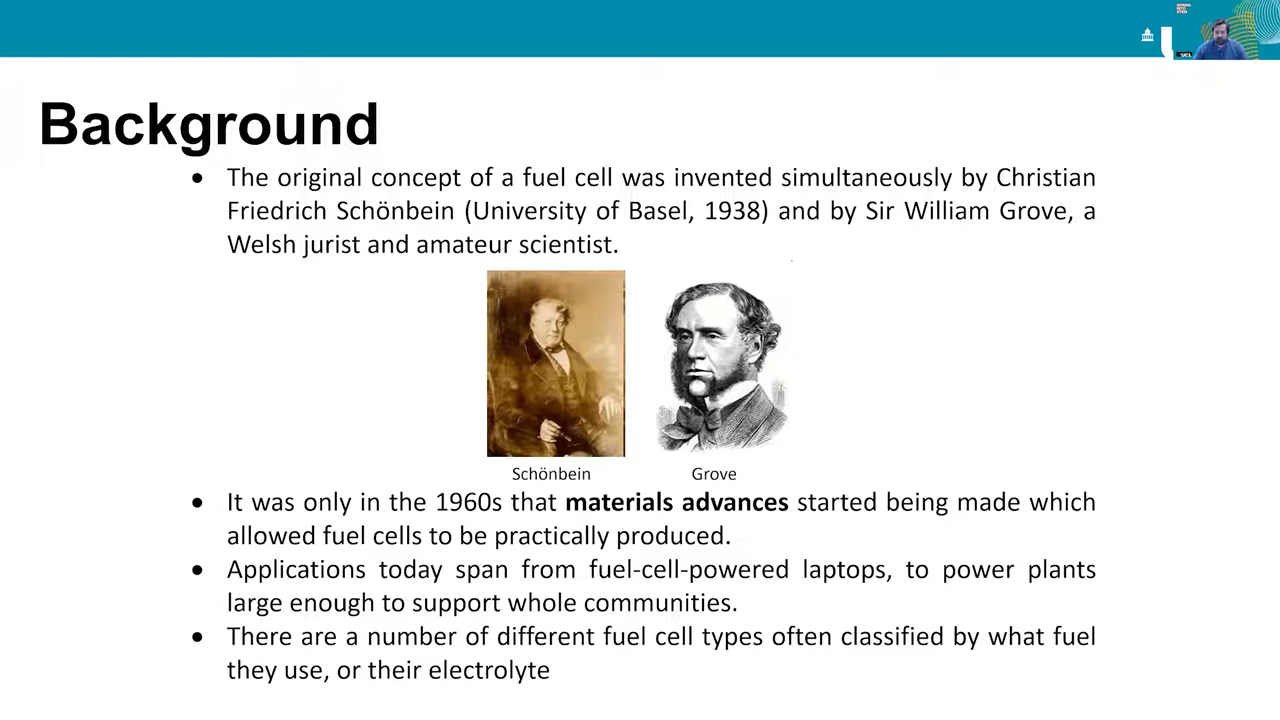 SPRING
INTO
STEM
UCL
Background
• The original concept of a fuel cell was invented simultaneously by Christian
Friedrich Schönbein (University of Basel, 1938) and by Sir William Grove, a
Welsh jurist and amateur scientist.
Schönbein
Grove
• It was only in the 1960s that materials advances started being made which
allowed fuel cells to be practically produced.
• Applications today span from fuel-cell-powered laptops, to power plants
large enough to support whole communities.
• There are a number of different fuel cell types often classified by what fuel
they use, or their electrolyte